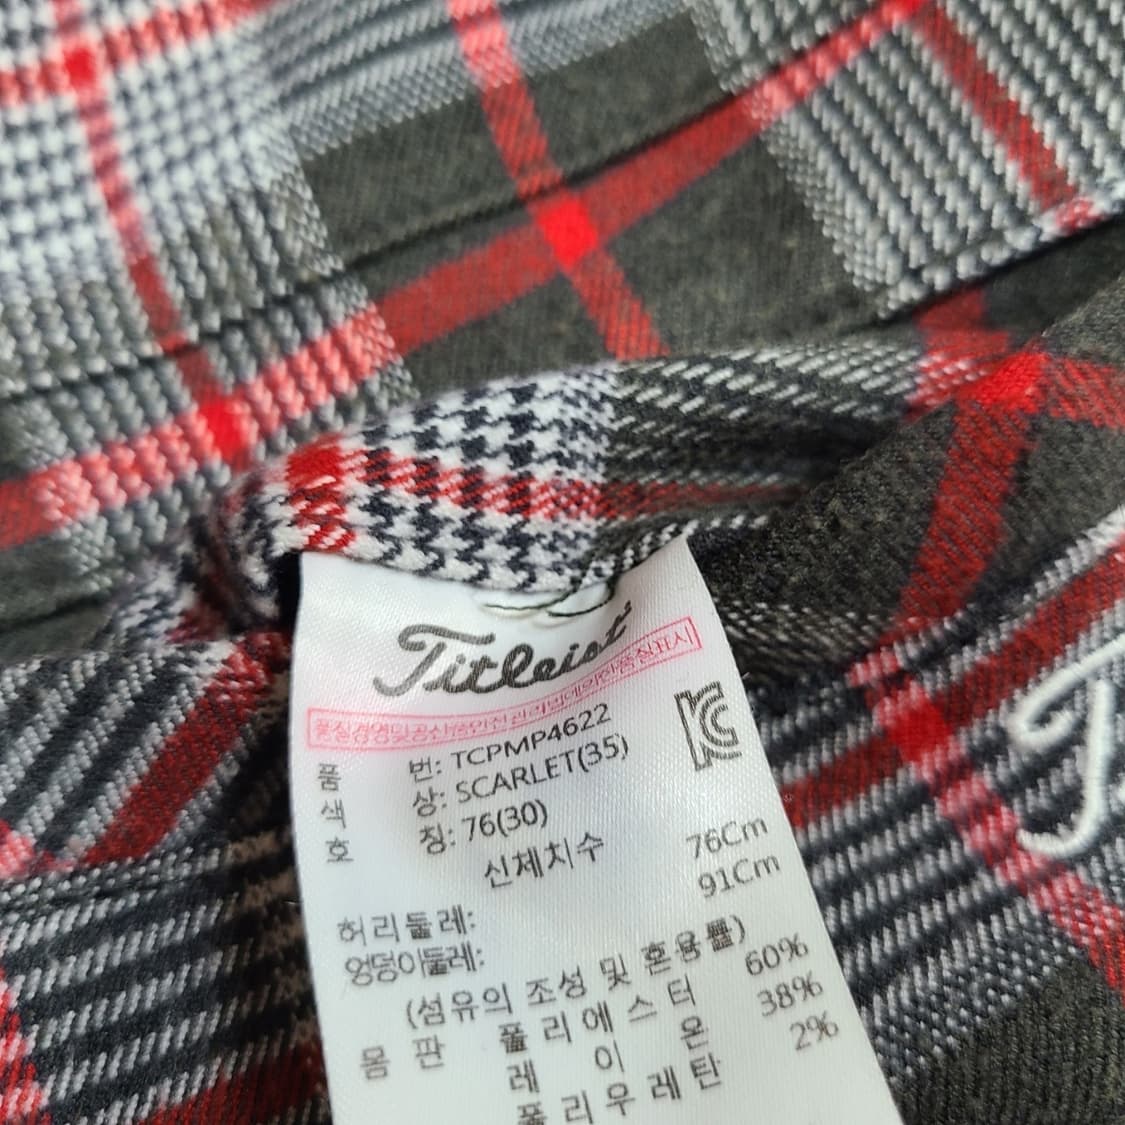 Titleist
품질경영및공산품안전관리법에의한품질표시
품 번: TCPMP4622
색 상: SCARLET(35)
호 칭: 76(30)
신체치수
허리둘레: 76Cm
엉덩이둘레: 91Cm
(섬유의 조성 및 혼용률)
몸 판 폴리에스터 60%
레이온 38%
폴리우레탄 2%